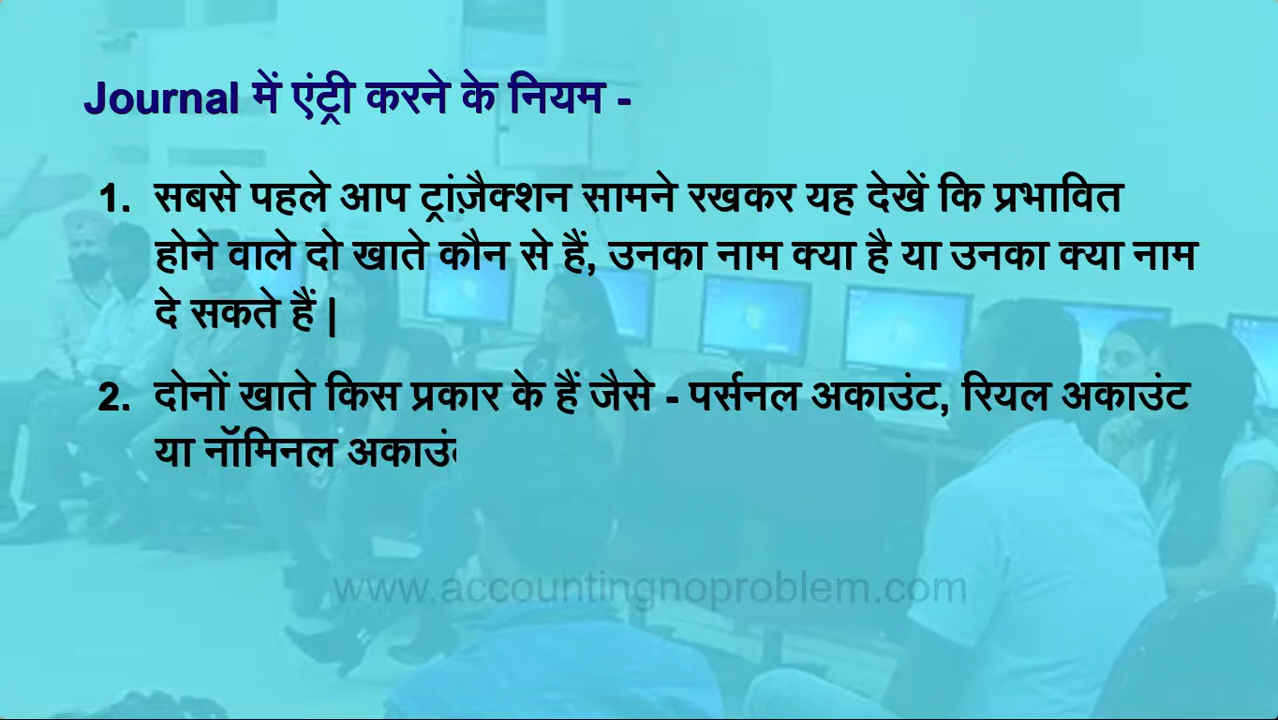 Journal में एंट्री करने के नियम -
1. सबसे पहले आप ट्रांज़ैक्शन सामने रखकर यह देखें कि प्रभावित
होने वाले दो खाते कौन से हैं, उनका नाम क्या है या उनका क्या नाम
दे सकते हैं |
2. दोनों खाते किस प्रकार के हैं जैसे - पर्सनल अकाउंट, रियल अकाउंट
या नॉमिनल
www.accountingnoproblem.com